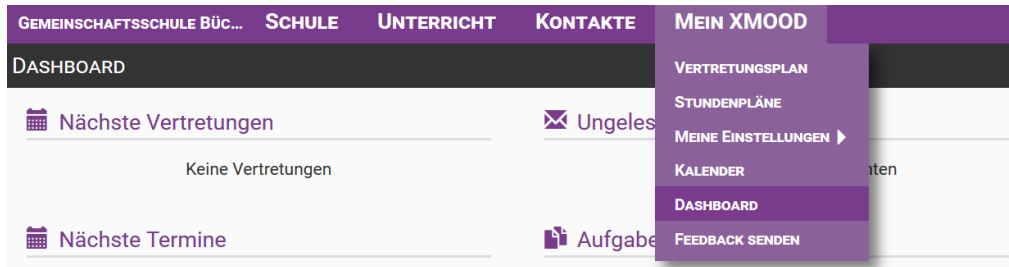 GEMEINSCHAFTSSCHULE BÜC... SCHULE UNTERRICHT KONTAKTE MEIN XMOOD
DASHBOARD
VERTRETUNGSPLAN
STUNDENPLÄNE
MEINE EINSTELLUNGEN
KALENDER
DASHBOARD
FEEDBACK SENDEN
Nächste Vertretungen
Keine Vertretungen
Nächste Termine
Ungeles
hten
Aufgabe